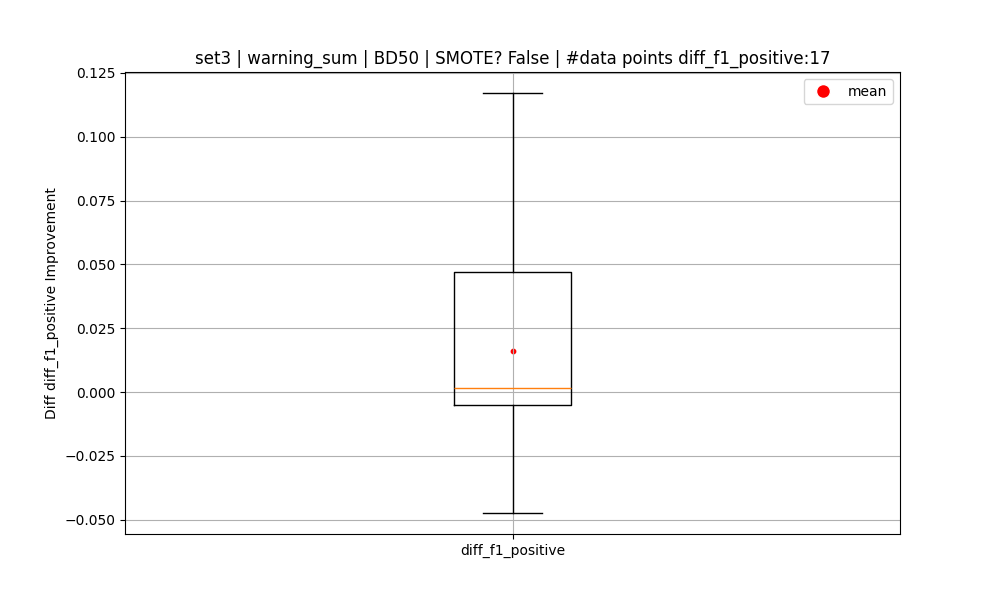 set3 | warning_sum | BD50 | SMOTE? False | #data points diff_f1_positive:17
mean
0.125
0.100
0.075
0.050
0.025
0.000
−0.025
−0.050
Diff diff_f1_positive Improvement
diff_f1_positive